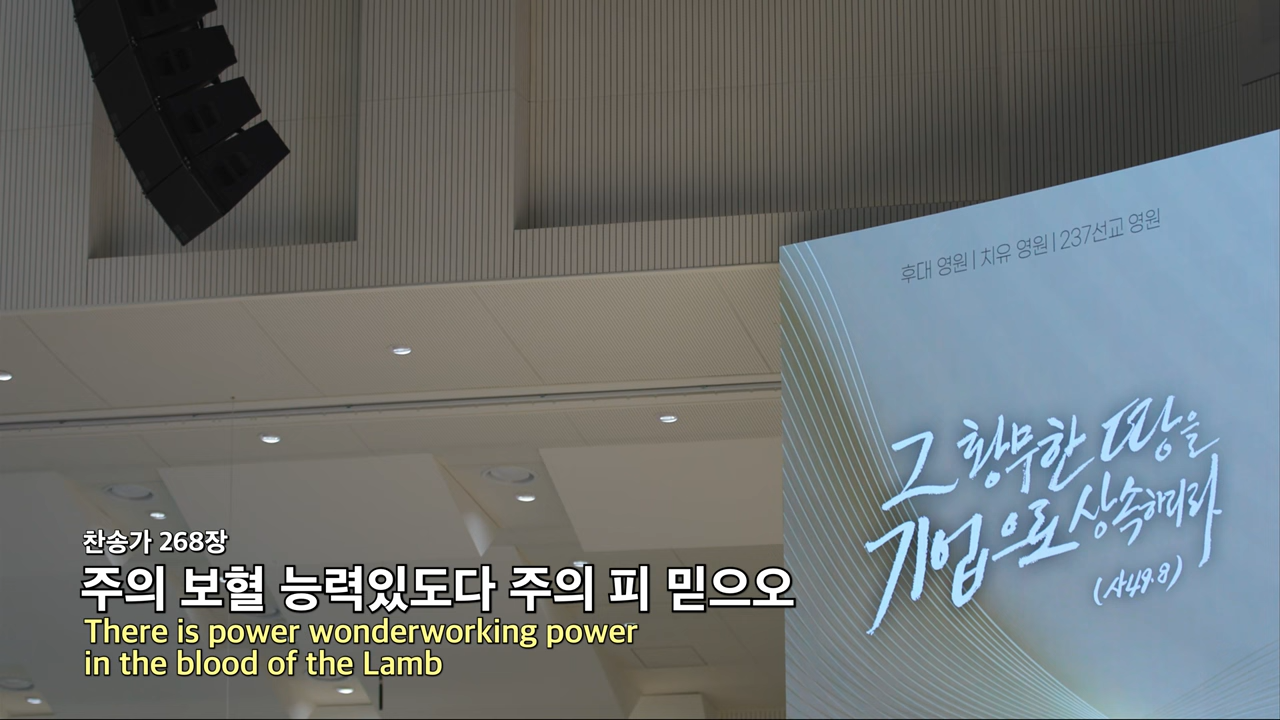 후대 영원 | 치유 영원 | 237선교 영원
그 황무한 땅을
기업으로 상속하리라
(사49.8)
찬송가 268장
주의 보혈 능력있도다 주의 피 믿으오
There is power wonderworking power
in the blood of the Lamb